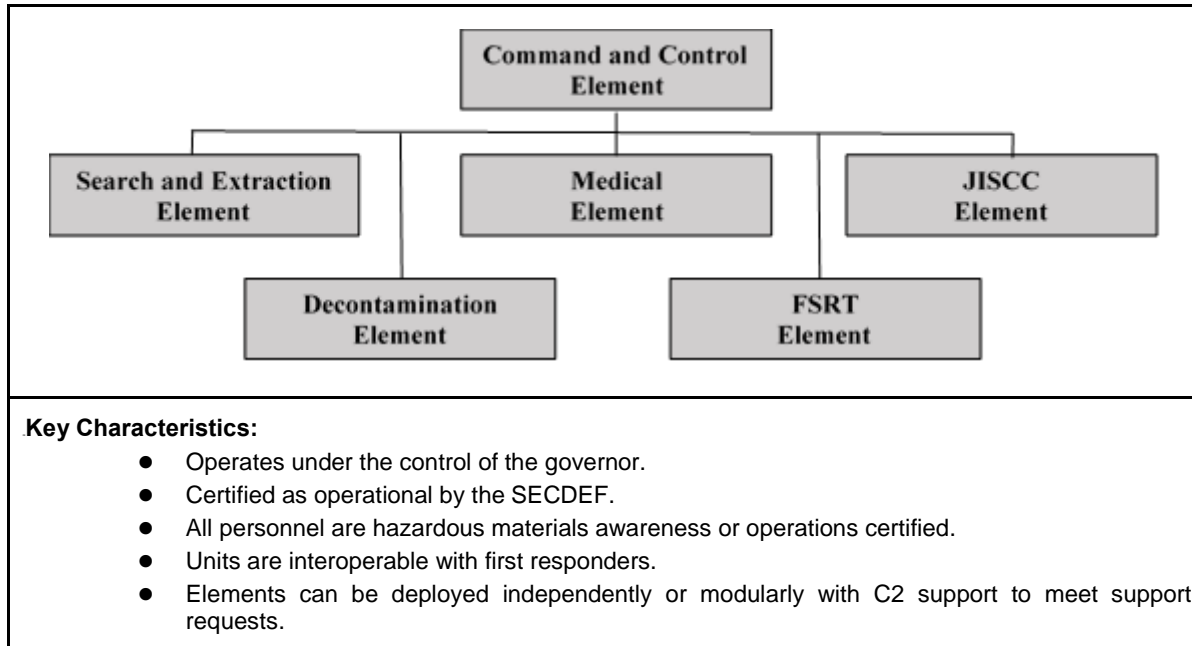 Command and Control
Element
Search and Extraction
Element
Medical
Element
JISCC
Element
Decontamination
Element
FSRT
Element
Key Characteristics:
● Operates under the control of the governor.
● Certified as operational by the SECDEF.
● All personnel are hazardous materials awareness or operations certified.
● Units are interoperable with first responders.
● Elements can be deployed independently or modularly with C2 support to meet support
requests.